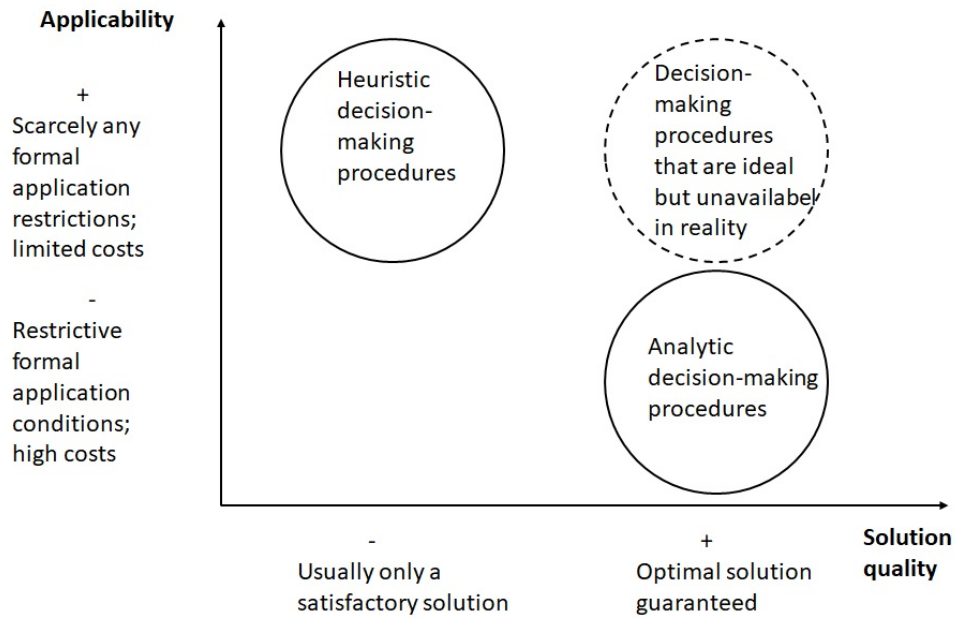 Applicability
+
Scarcely any
formal
application
restrictions;
limited costs
-
Restrictive
formal
application
conditions;
high costs
Heuristic
decision-
making
procedures
Decision-
making
procedures
that are ideal
but unavailabel
in reality
Analytic
decision-making
procedures
-
Usually only a
satisfactory solution
+
Optimal solution
guaranteed
Solution
quality